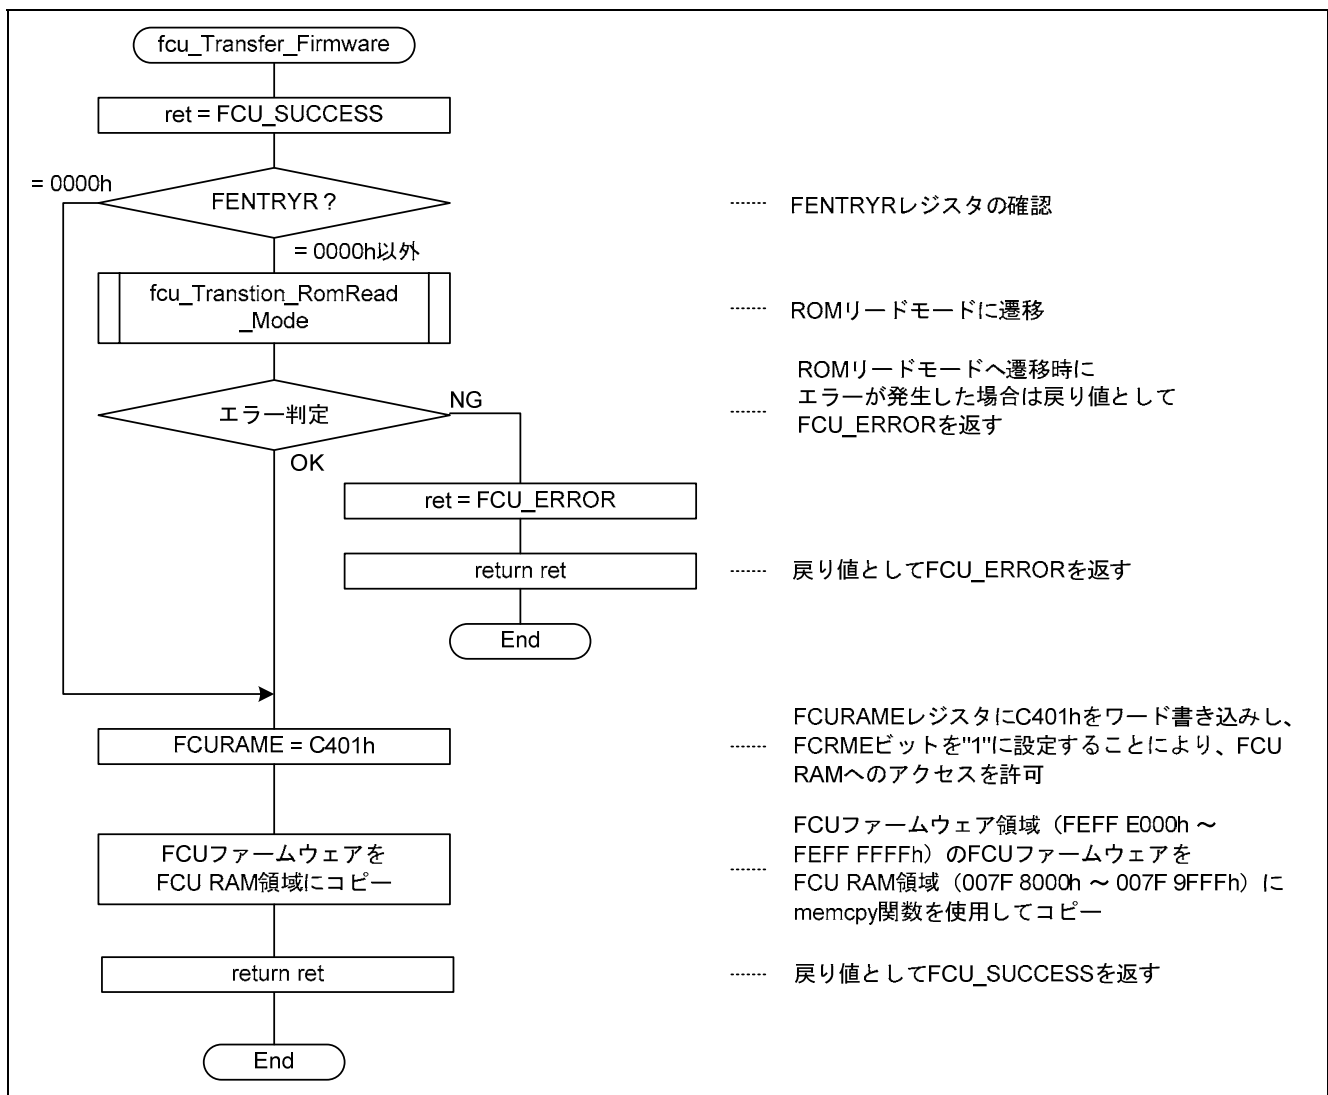 fcu_Transfer_Firmware
ret = FCU_SUCCESS
= 0000h
FENTRYR ?
FENTRYRレジスタの確認
= 0000h以外
fcu_Transtion_RomRead
_Mode
ROMリードモードに遷移
エラー判定
NG
OK
ROMリードモードへ遷移時に
エラーが発生した場合は戻り値として
FCU_ERRORを返す
ret = FCU_ERROR
return ret
戻り値としてFCU_ERRORを返す
End
FCURAME = C401h
FCURAMEレジスタにC401hをワード書き込みし、
FCRMEビットを"1"に設定することにより、FCU
RAMへのアクセスを許可
FCUファームウェアを
FCU RAM領域にコピー
FCUファームウェア領域（FEFF E000h ～
FEFF FFFFh）のFCUファームウェアを
FCU RAM領域（007F 8000h ～ 007F 9FFFh）に
memcpy関数を使用してコピー
return ret
戻り値としてFCU_SUCCESSを返す
End